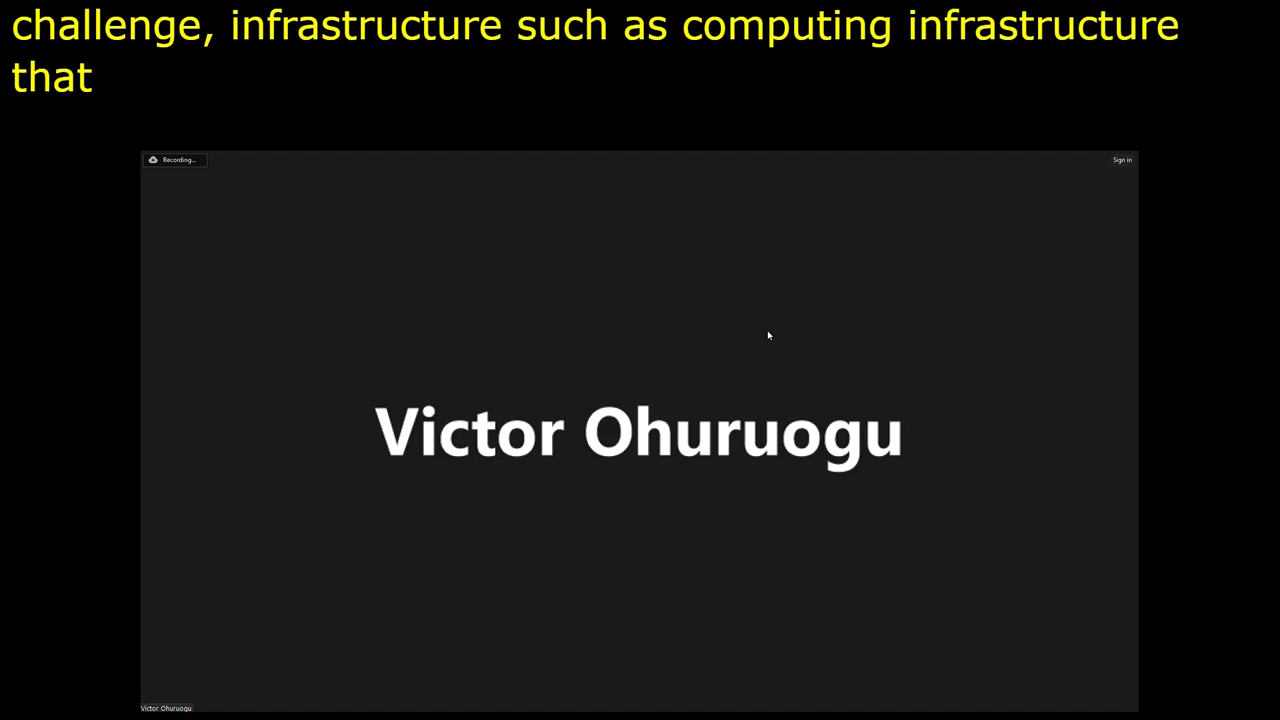 challenge, infrastructure such as computing infrastructure
that
Recording...
Sign in
Victor Ohuruogu
Victor Ohuruogu